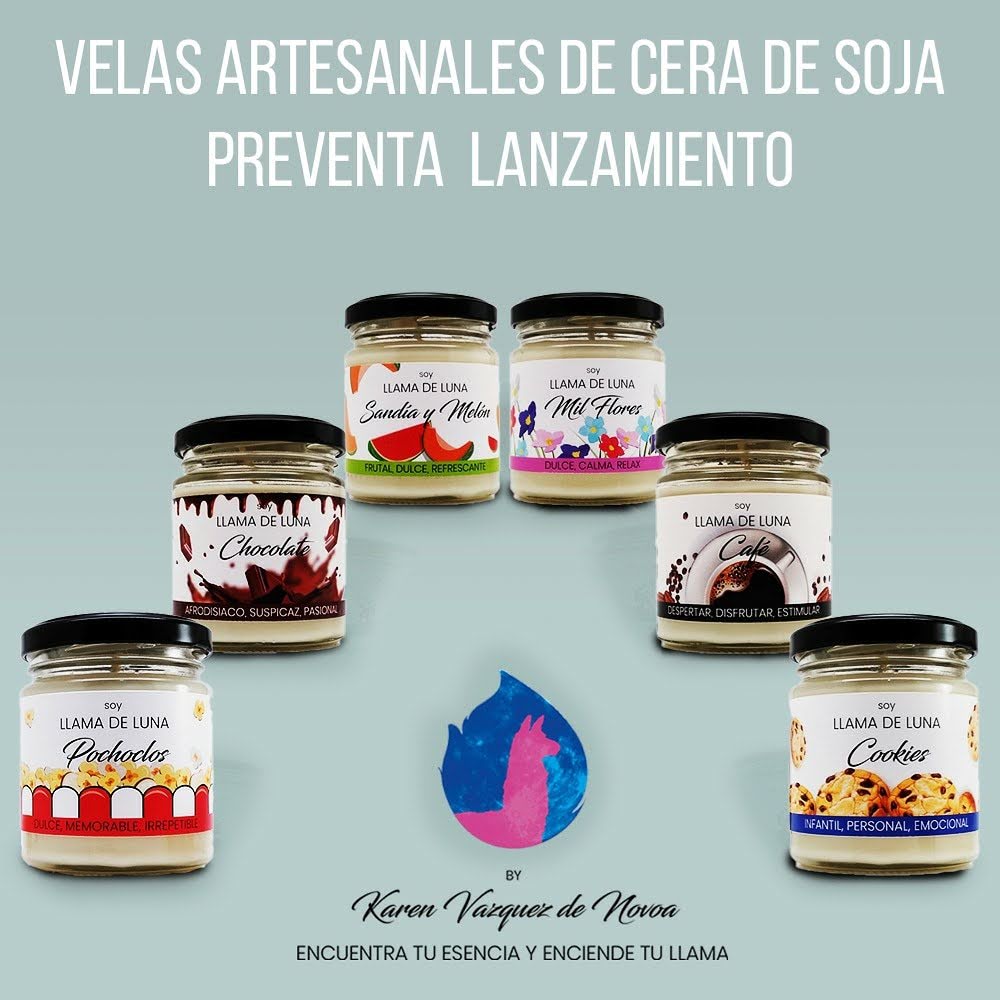 VELAS ARTESANALES DE CERA DE SOJA
PREVENTA LANZAMIENTO
soy
LLAMA DE LUNA
Sandía y Melón
FRUTAL, DULCE, REFRESCANTE
soy
LLAMA DE LUNA
Mil Flores
DULCE, CALMA, RELAX
soy
LLAMA DE LUNA
Chocolate
AFRODISIACO, SUSPICAZ, PASIONAL
soy
LLAMA DE LUNA
Café
DESPERTAR, DISFRUTAR, ESTIMULAR
soy
LLAMA DE LUNA
Pochoclos
DULCE, MEMORABLE, IRREPETIBLE
soy
LLAMA DE LUNA
Cookies
INFANTIL, PERSONAL, EMOCIONAL
BY
Karen Vazquez de Novoa
ENCUENTRA TU ESENCIA Y ENCIENDE TU LLAMA